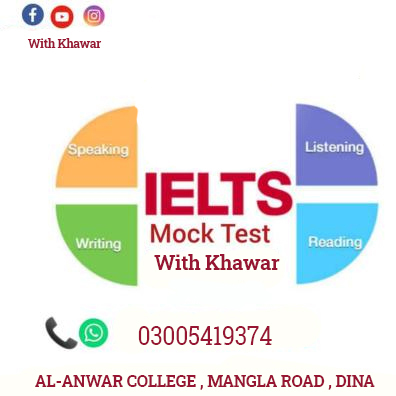 With Khawar
Speaking
Listening
IELTS
Mock Test
With Khawar
Writing
Reading
03005419374
AL-ANWAR COLLEGE , MANGLA ROAD , DINA